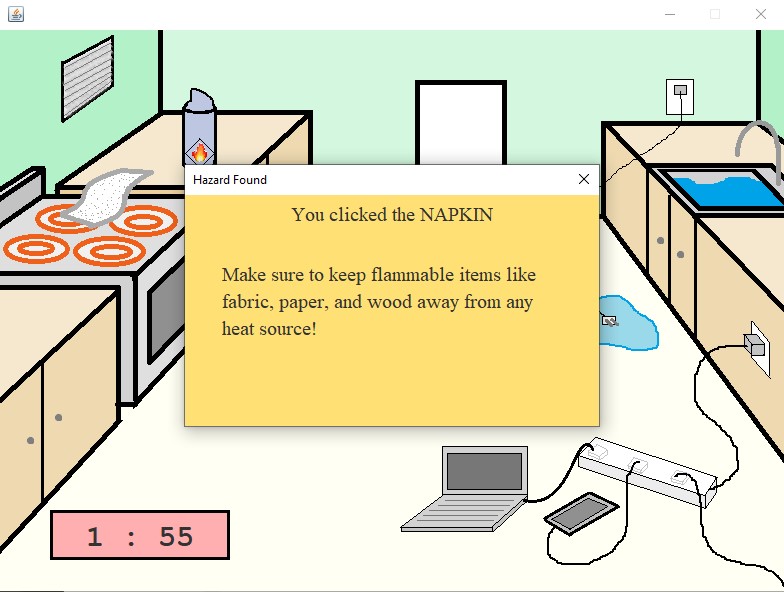 Hazard Found
You clicked the NAPKIN
Make sure to keep flammable items like
fabric, paper, and wood away from any
heat source!
1 : 55